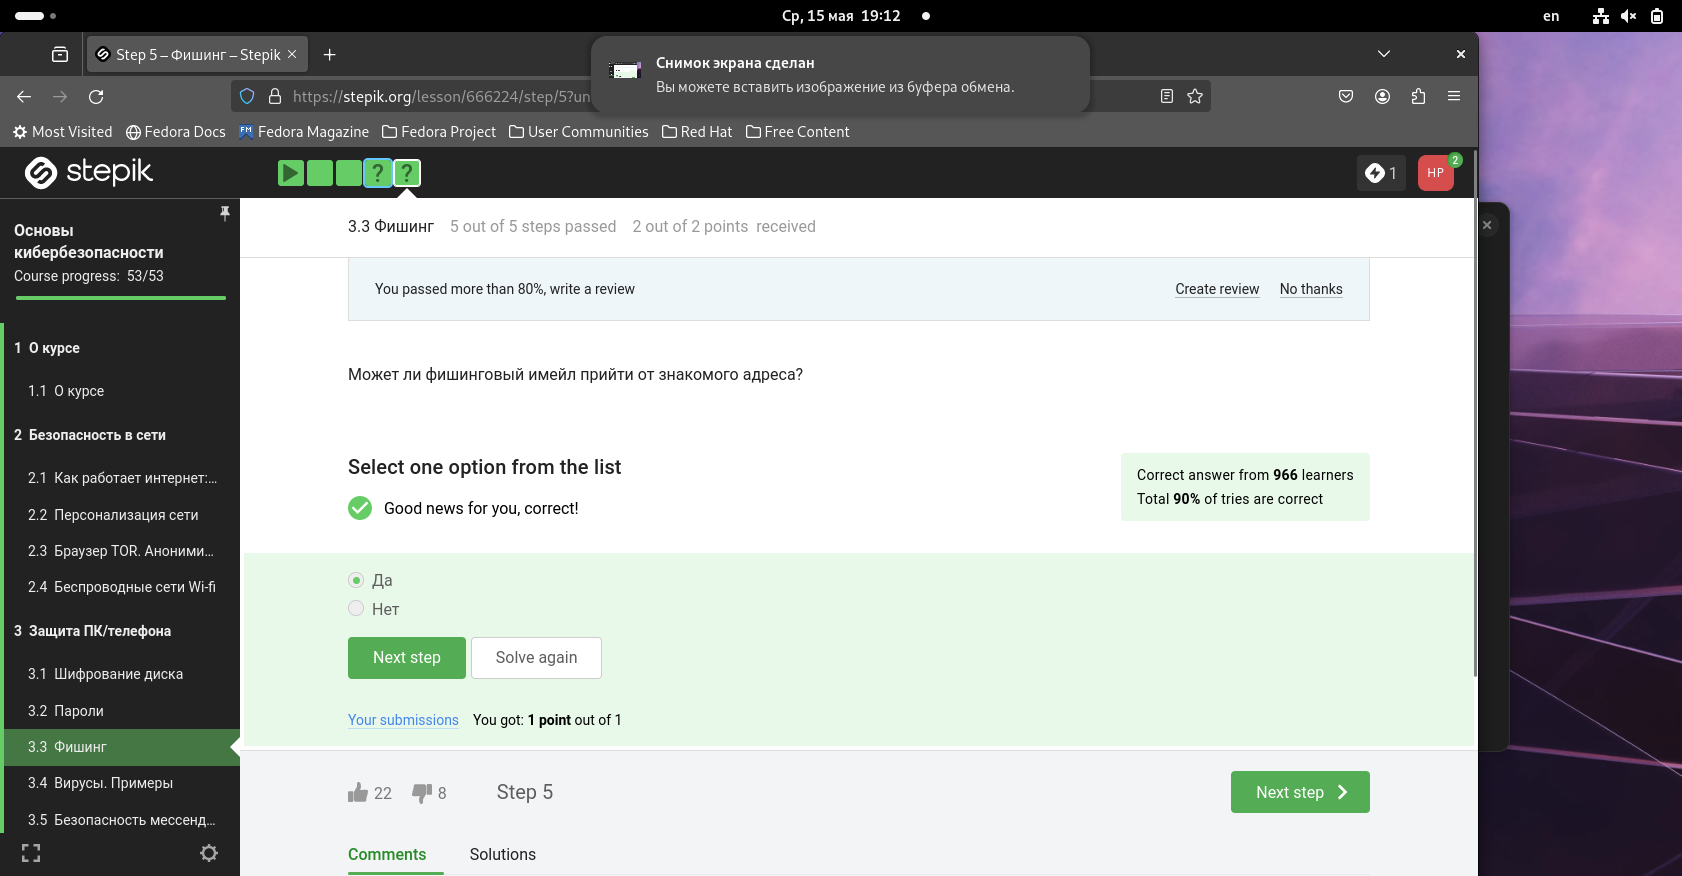 Ср, 15 мая 19:12
en
Step 5 – Фишинг – Stepik
Снимок экрана сделан
Вы можете вставить изображение из буфера обмена.
https://stepik.org/lesson/666224/step/5?un
Most Visited
Fedora Docs
Fedora Magazine
Fedora Project
User Communities
Red Hat
Free Content
stepik
?
?
1
HP
2
Основы
кибербезопасности
Course progress: 53/53
1 О курсе
1.1 О курсе
2 Безопасность в сети
2.1 Как работает интернет:...
2.2 Персонализация сети
2.3 Браузер TOR. Аноними...
2.4 Беспроводные сети Wi-fi
3 Защита ПК/телефона
3.1 Шифрование диска
3.2 Пароли
3.3 Фишинг
3.4 Вирусы. Примеры
3.5 Безопасность мессенд...
3.3 Фишинг 5 out of 5 steps passed 2 out of 2 points received
You passed more than 80%, write a review
Create review
No thanks
Может ли фишинговый имейл прийти от знакомого адреса?
Select one option from the list
Good news for you, correct!
Correct answer from 966 learners
Total 90% of tries are correct
Да
Нет
Next step
Solve again
Your submissions You got: 1 point out of 1
22
8
Step 5
Next step
Comments
Solutions